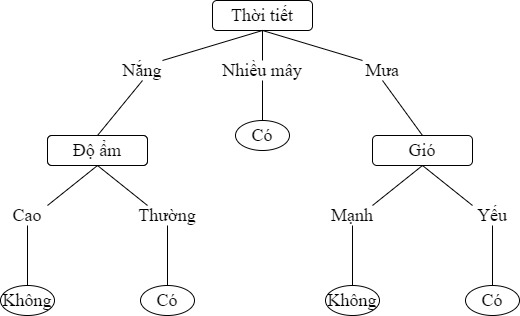 Thời tiết
Nắng
Nhiều mây
Mưa
Có
Độ ẩm
Gió
Cao
Thường
Mạnh
Yếu
Không
Có
Không
Có